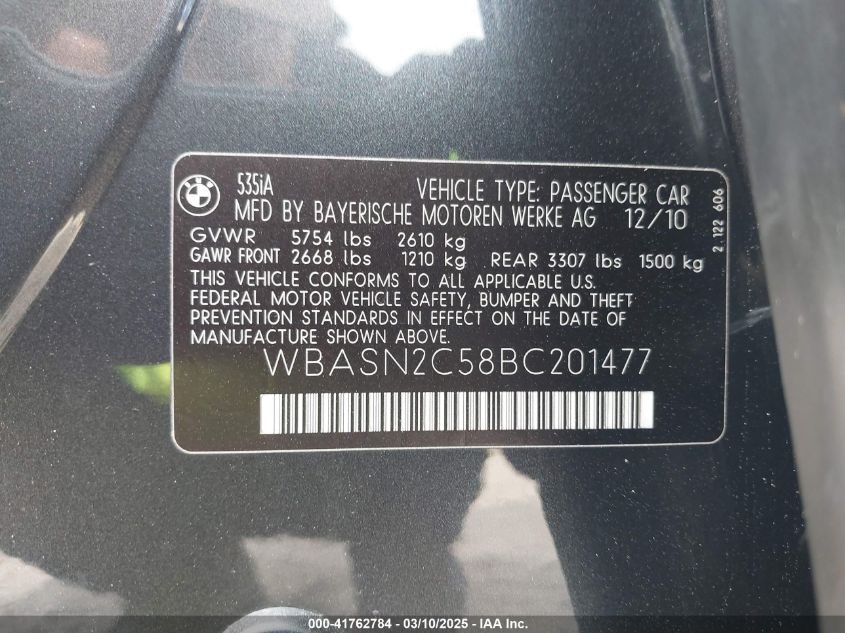 BMW
535iA
VEHICLE TYPE: PASSENGER CAR
MFD BY BAYERISCHE MOTOREN WERKE AG 12/10
GVWR 5754 lbs 2610 kg
GAWR FRONT 2668 lbs 1210 kg REAR 3307 lbs 1500 kg
THIS VEHICLE CONFORMS TO ALL APPLICABLE U.S.
FEDERAL MOTOR VEHICLE SAFETY, BUMPER AND THEFT
PREVENTION STANDARDS IN EFFECT ON THE DATE OF
MANUFACTURE SHOWN ABOVE.
WBASN2C58BC201477
2 122 606
000-41762784 — 03/10/2025 — IAA Inc.